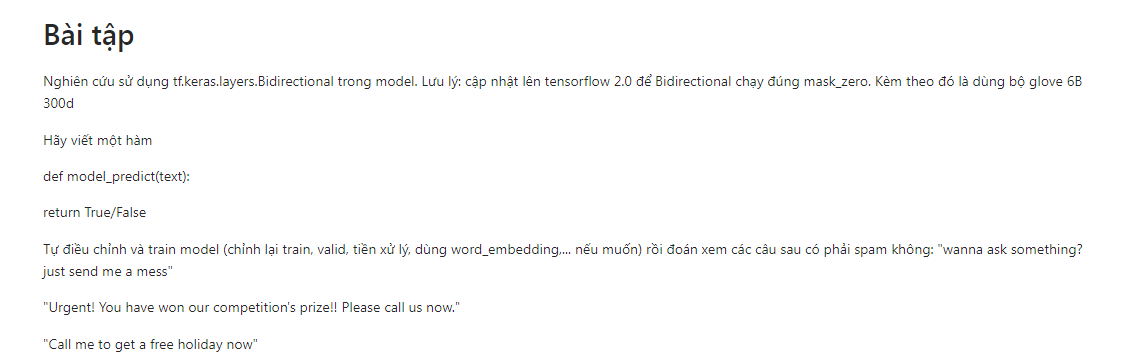 Bài tập
Nghiên cứu sử dụng tf.keras.layers.Bidirectional trong model. Lưu lý: cập nhật lên tensorflow 2.0 để Bidirectional chạy đúng mask_zero. Kèm theo đó là dùng bộ glove 6B
300d
Hãy viết một hàm
def model_predict(text):
return True/False
Tự điều chỉnh và train model (chỉnh lại train, valid, tiền xử lý, dùng word_embedding,... nếu muốn) rồi đoán xem các câu sau có phải spam không: "wanna ask something?
just send me a mess"
"Urgent! You have won our competition's prize!! Please call us now."
"Call me to get a free holiday now"